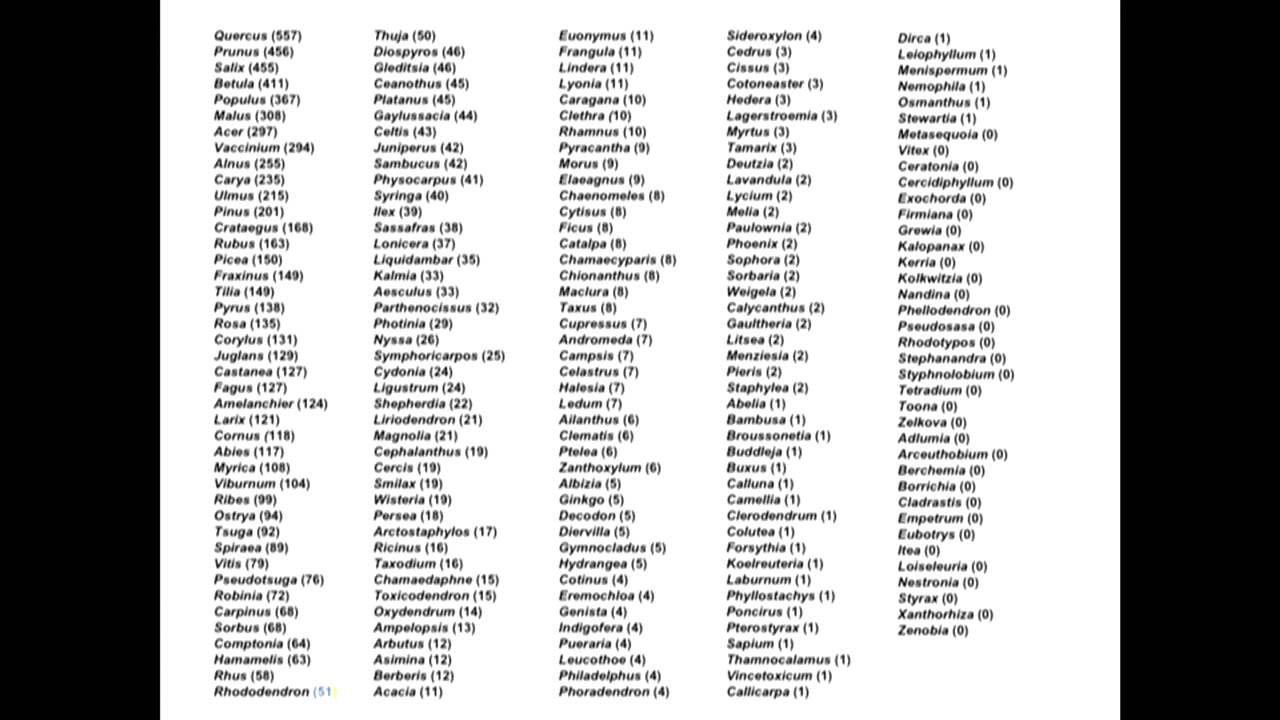 Quercus (557)
Prunus (456)
Salix (455)
Betula (411)
Populus (367)
Malus (308)
Acer (297)
Vaccinium (294)
Alnus (255)
Carya (235)
Ulmus (215)
Pinus (201)
Crataegus (168)
Rubus (163)
Picea (150)
Fraxinus (149)
Tilia (149)
Pyrus (138)
Rosa (135)
Corylus (131)
Juglans (129)
Castanea (127)
Fagus (127)
Amelanchier (124)
Larix (121)
Cornus (118)
Abies (117)
Myrica (108)
Viburnum (104)
Ribes (99)
Ostrya (94)
Tsuga (92)
Spiraea (89)
Vitis (79)
Pseudotsuga (76)
Robinia (72)
Carpinus (68)
Sorbus (68)
Comptonia (64)
Hamamelis (63)
Rhus (58)
Rhododendron (51)
Thuja (50)
Diospyros (46)
Gleditsia (46)
Ceanothus (45)
Platanus (45)
Gaylussacia (44)
Celtis (43)
Juniperus (42)
Sambucus (42)
Physocarpus (41)
Syringa (40)
Ilex (39)
Sassafras (38)
Lonicera (37)
Liquidambar (35)
Kalmia (33)
Aesculus (33)
Parthenocissus (32)
Photinia (29)
Nyssa (26)
Symphoricarpos (25)
Cydonia (24)
Ligustrum (24)
Shepherdia (22)
Liriodendron (21)
Magnolia (21)
Cephalanthus (19)
Cercis (19)
Smilax (19)
Wisteria (19)
Persea (18)
Arctostaphylos (17)
Ricinus (16)
Taxodium (16)
Chamaedaphne (15)
Toxicodendron (15)
Oxydendrum (14)
Ampelopsis (13)
Arbutus (12)
Asimina (12)
Berberis (12)
Acacia (11)
Euonymus (11)
Frangula (11)
Lindera (11)
Lyonia (11)
Caragana (10)
Clethra (10)
Rhamnus (10)
Pyracantha (9)
Morus (9)
Elaeagnus (9)
Chaenomeles (8)
Cytisus (8)
Ficus (8)
Catalpa (8)
Chamaecyparis (8)
Chionanthus (8)
Maclura (8)
Taxus (8)
Cupressus (7)
Andromeda (7)
Campsis (7)
Celastrus (7)
Halesia (7)
Ledum (7)
Ailanthus (6)
Clematis (6)
Ptelea (6)
Zanthoxylum (6)
Albizia (5)
Ginkgo (5)
Decodon (5)
Diervilla (5)
Gymnocladus (5)
Hydrangea (5)
Cotinus (4)
Eremochloa (4)
Genista (4)
Indigofera (4)
Pueraria (4)
Leucothoe (4)
Philadelphus (4)
Phoradendron (4)
Sideroxylon (4)
Cedrus (3)
Cissus (3)
Cotoneaster (3)
Hedera (3)
Lagerstroemia (3)
Myrtus (3)
Tamarix (3)
Deutzia (2)
Lavandula (2)
Lycium (2)
Melia (2)
Paulownia (2)
Phoenix (2)
Sophora (2)
Sorbaria (2)
Weigela (2)
Calycanthus (2)
Gaultheria (2)
Litsea (2)
Menziesia (2)
Pieris (2)
Staphylea (2)
Abelia (1)
Bambusa (1)
Broussonetia (1)
Buddleja (1)
Buxus (1)
Calluna (1)
Camellia (1)
Clerodendrum (1)
Colutea (1)
Forsythia (1)
Koelreuteria (1)
Laburnum (1)
Phyllostachys (1)
Poncirus (1)
Pterostyrax (1)
Sapium (1)
Thamnocalamus (1)
Vincetoxicum (1)
Callicarpa (1)
Dirca (1)
Leiophyllum (1)
Menispermum (1)
Nemophila (1)
Osmanthus (1)
Stewartia (1)
Metasequoia (0)
Vitex (0)
Ceratonia (0)
Cercidiphyllum (0)
Exochorda (0)
Firmiana (0)
Grewia (0)
Kalopanax (0)
Kerria (0)
Kolkwitzia (0)
Nandina (0)
Phellodendron (0)
Pseudosasa (0)
Rhodotypos (0)
Stephanandra (0)
Styphnolobium (0)
Tetradium (0)
Toona (0)
Zelkova (0)
Adlumia (0)
Arceuthobium (0)
Berchemia (0)
Borrichia (0)
Cladrastis (0)
Empetrum (0)
Eubotrys (0)
Itea (0)
Loiseleuria (0)
Nestronia (0)
Styrax (0)
Xanthorhiza (0)
Zenobia (0)